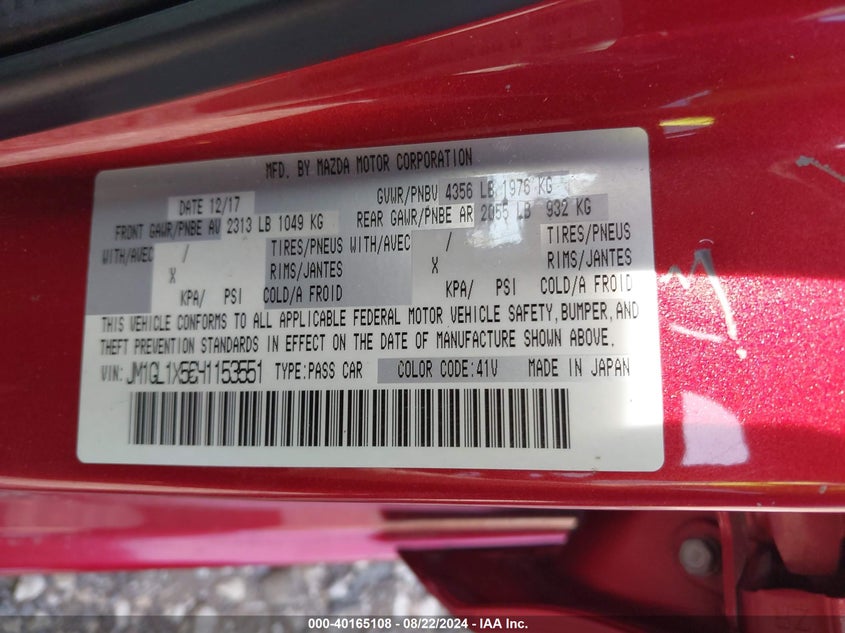 MFD. BY MAZDA MOTOR CORPORATION
DATE 12/17 GVWR/PNBV 4356 LB 1976 KG
FRONT GAWR/PNBE AV 2313 LB 1049 KG REAR GAWR/PNBE AR 2055 LB 932 KG
WITH/AVEC / TIRES/PNEUS WITH/AVEC / TIRES/PNEUS
X RIMS/JANTES X RIMS/JANTES
KPA/ PSI COLD/A FROID KPA/ PSI COLD/A FROID
THIS VEHICLE CONFORMS TO ALL APPLICABLE FEDERAL MOTOR VEHICLE SAFETY, BUMPER, AND
THEFT PREVENTION STANDARDS IN EFFECT ON THE DATE OF MANUFACTURE SHOWN ABOVE.
VIN: TYPE:PASS CAR COLOR CODE:41V MADE IN JAPAN
000-40165108 - 08/22/2024 - IAA Inc.